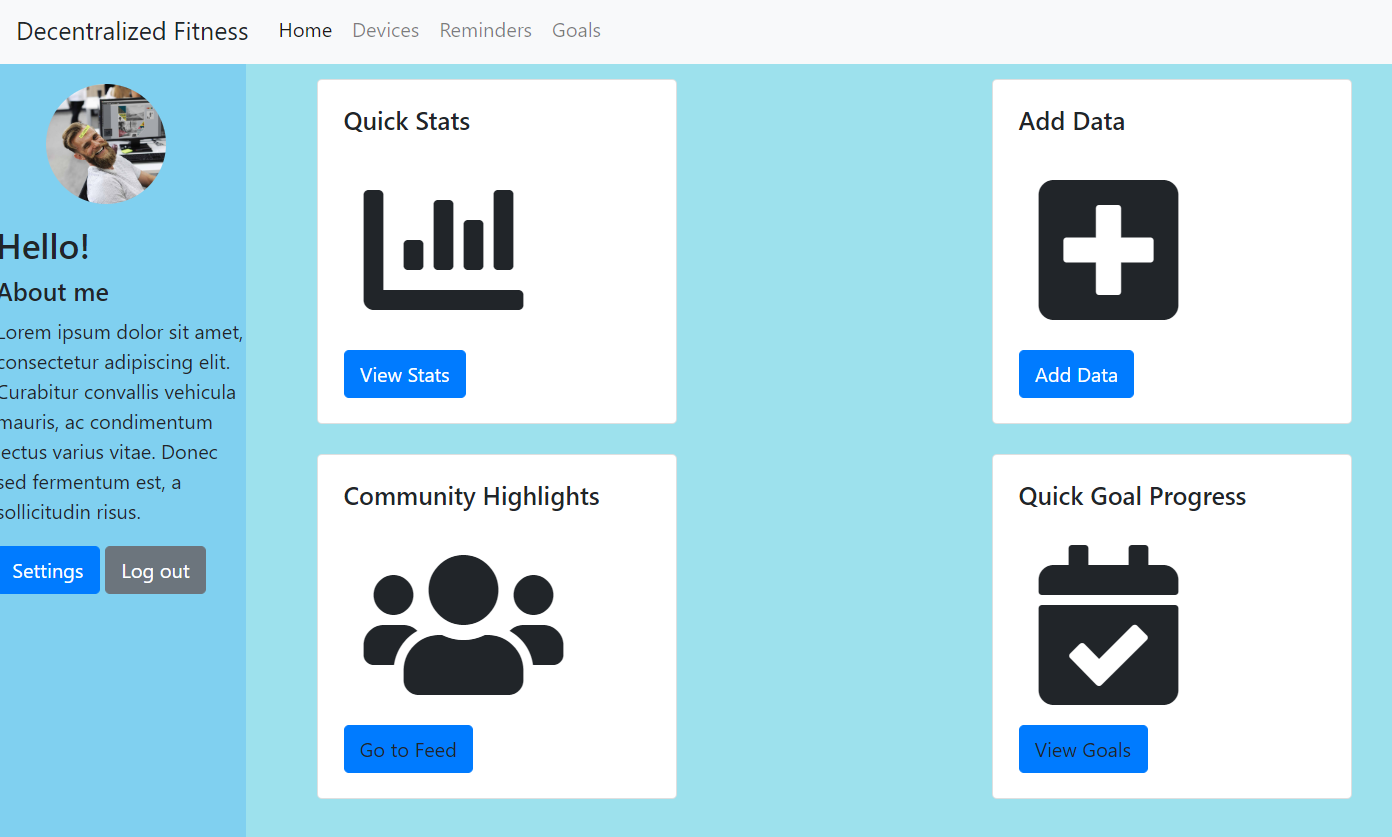 Decentralized Fitness Home Devices Reminders Goals
Hello!
About me
Lorem ipsum dolor sit amet,
consectetur adipiscing elit.
Curabitur convallis vehicula
mauris, ac condimentum
lectus varius vitae. Donec
sed fermentum est, a
sollicitudin risus.
Settings Log out
Quick Stats
View Stats
Add Data
Add Data
Community Highlights
Go to Feed
Quick Goal Progress
View Goals